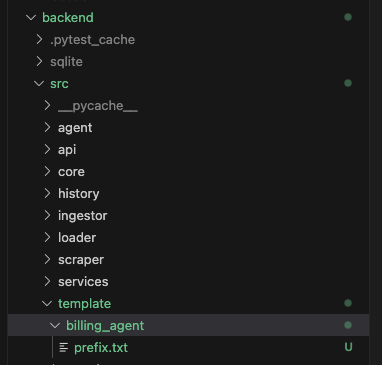 backend
.pytest_cache
sqlite
src
__pycache__
agent
api
core
history
ingestor
loader
scraper
services
template
billing_agent
prefix.txt U